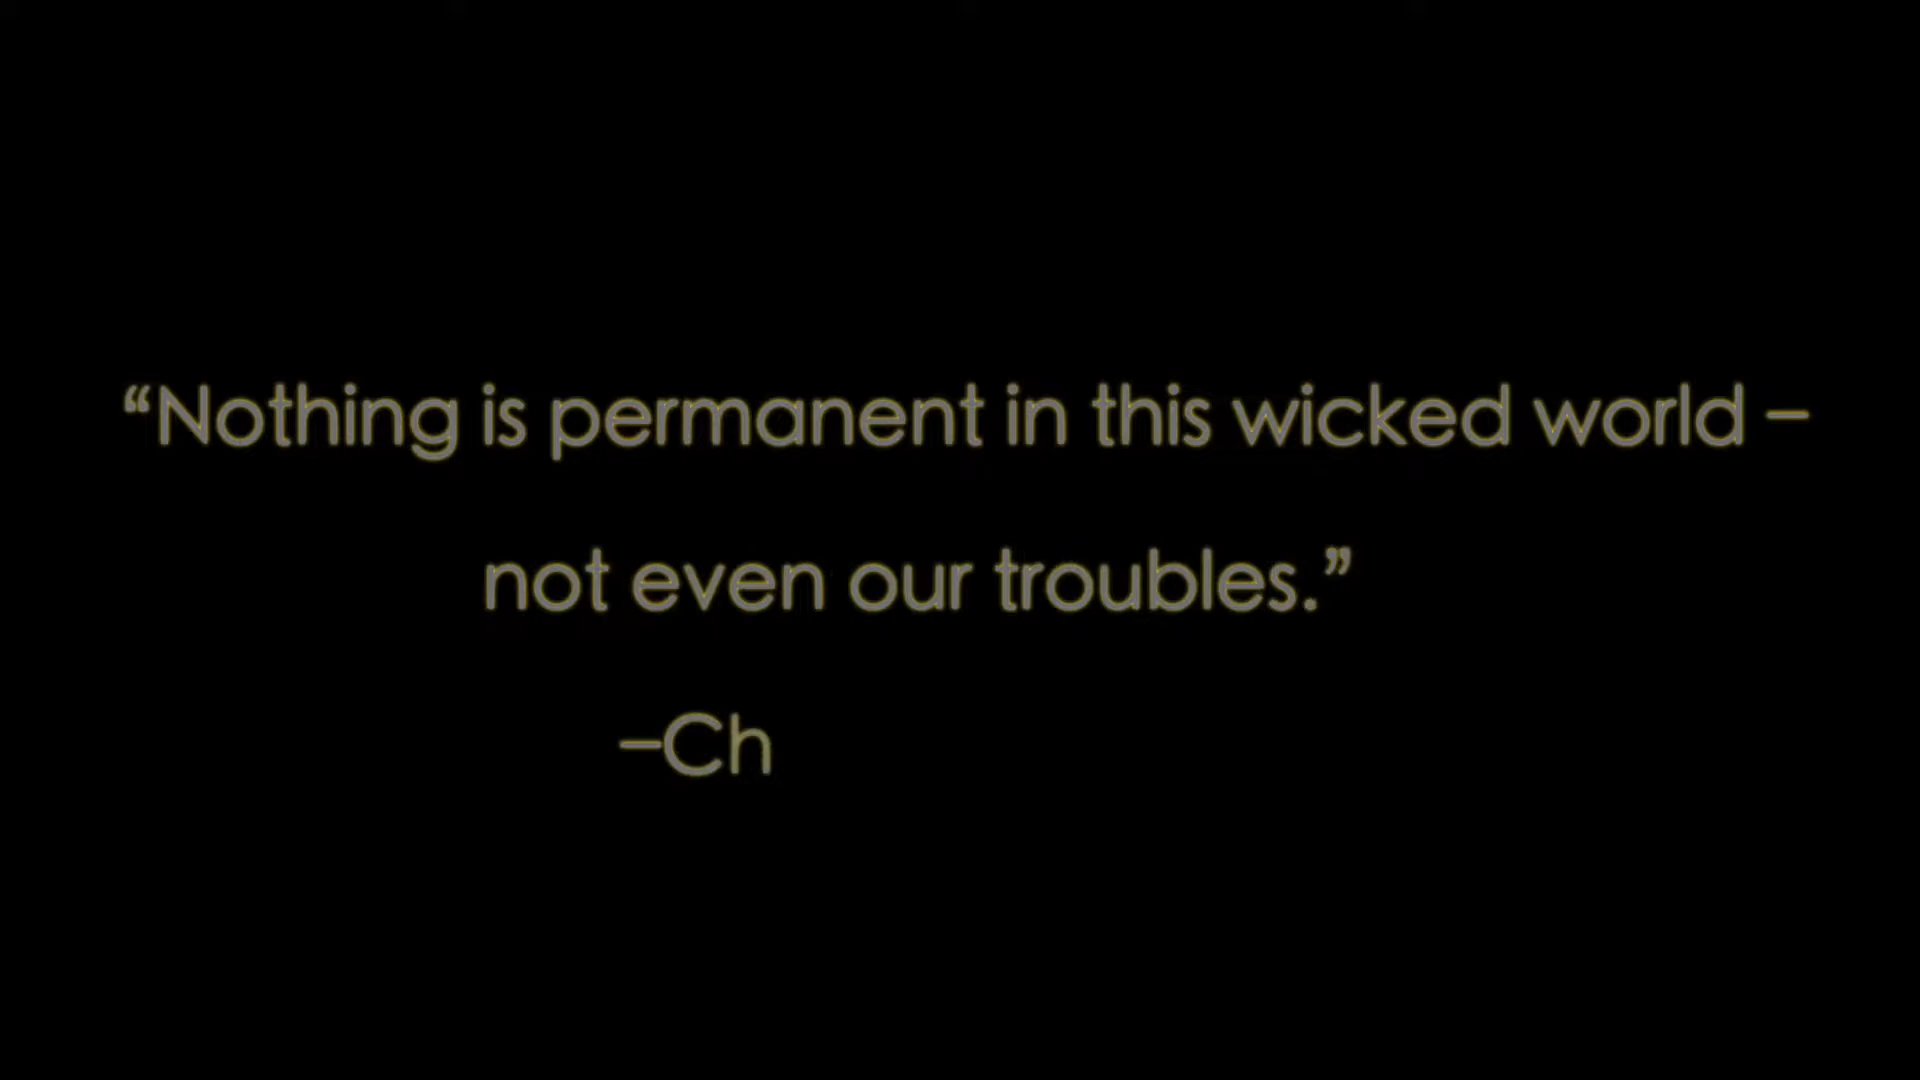 “Nothing is permanent in this wicked world –
not even our troubles.”
–Ch